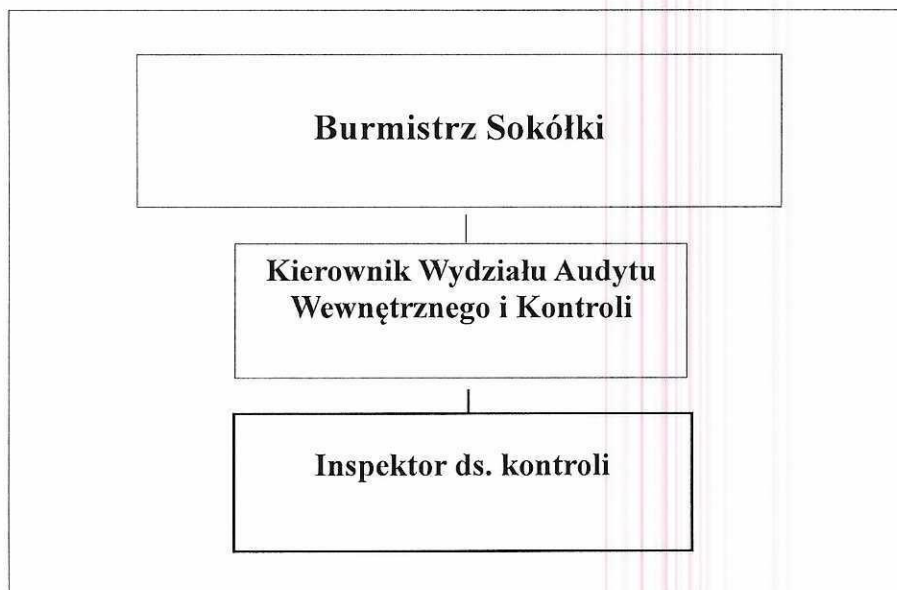 Burmistrz Sokółki
Kierownik Wydziału Audytu
Wewnętrznego i Kontroli
Inspektor ds. kontroli